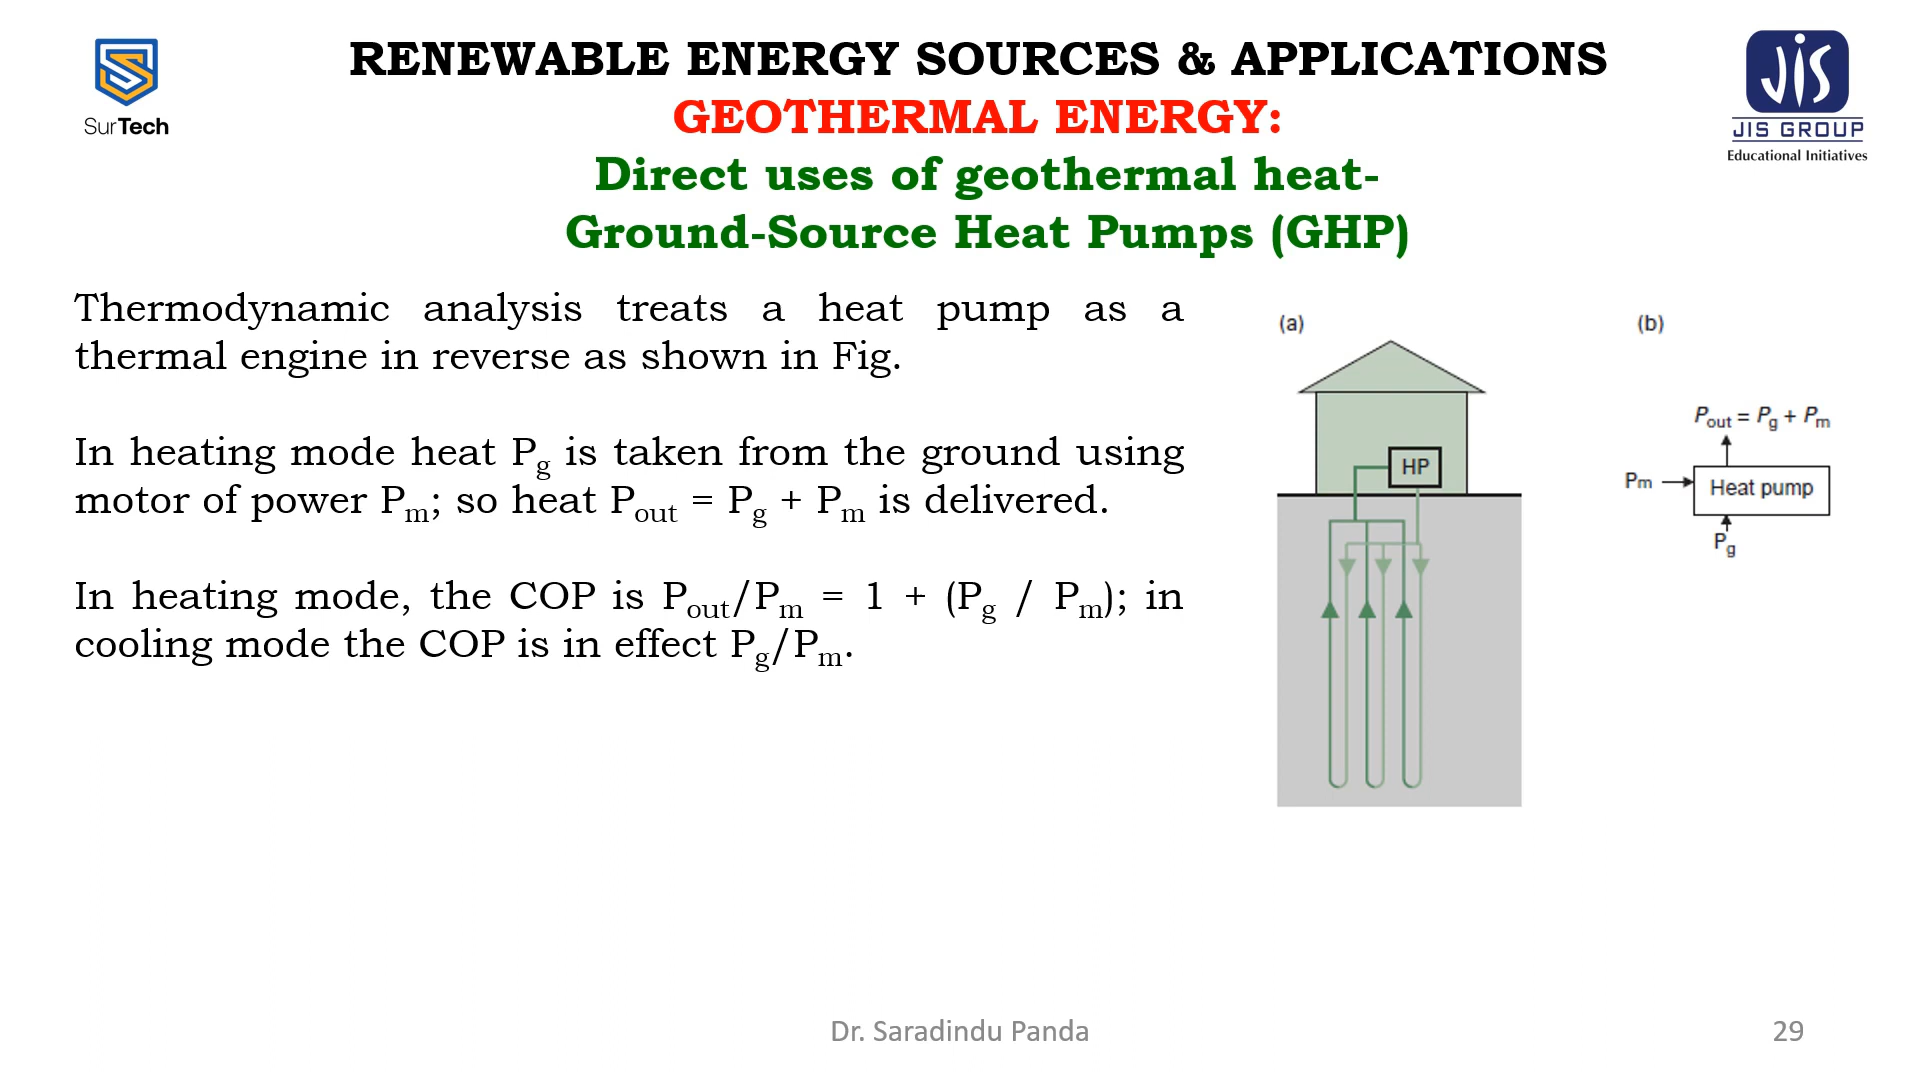 SurTech
RENEWABLE ENERGY SOURCES & APPLICATIONS
GEOTHERMAL ENERGY:
Direct uses of geothermal heat-
Ground-Source Heat Pumps (GHP)
JIS
JIS GROUP
Educational Initiatives
Thermodynamic analysis treats a heat pump as a
thermal engine in reverse as shown in Fig.
In heating mode heat Pg is taken from the ground using
motor of power Pm; so heat Pout = Pg + Pm is delivered.
In heating mode, the COP is Pout/Pm = 1 + (Pg / Pm); in
cooling mode the COP is in effect Pg/Pm.
(a)
HP
(b)
Pout = Pg + Pm
Pm
Heat pump
Pg
Dr. Saradindu Panda
29